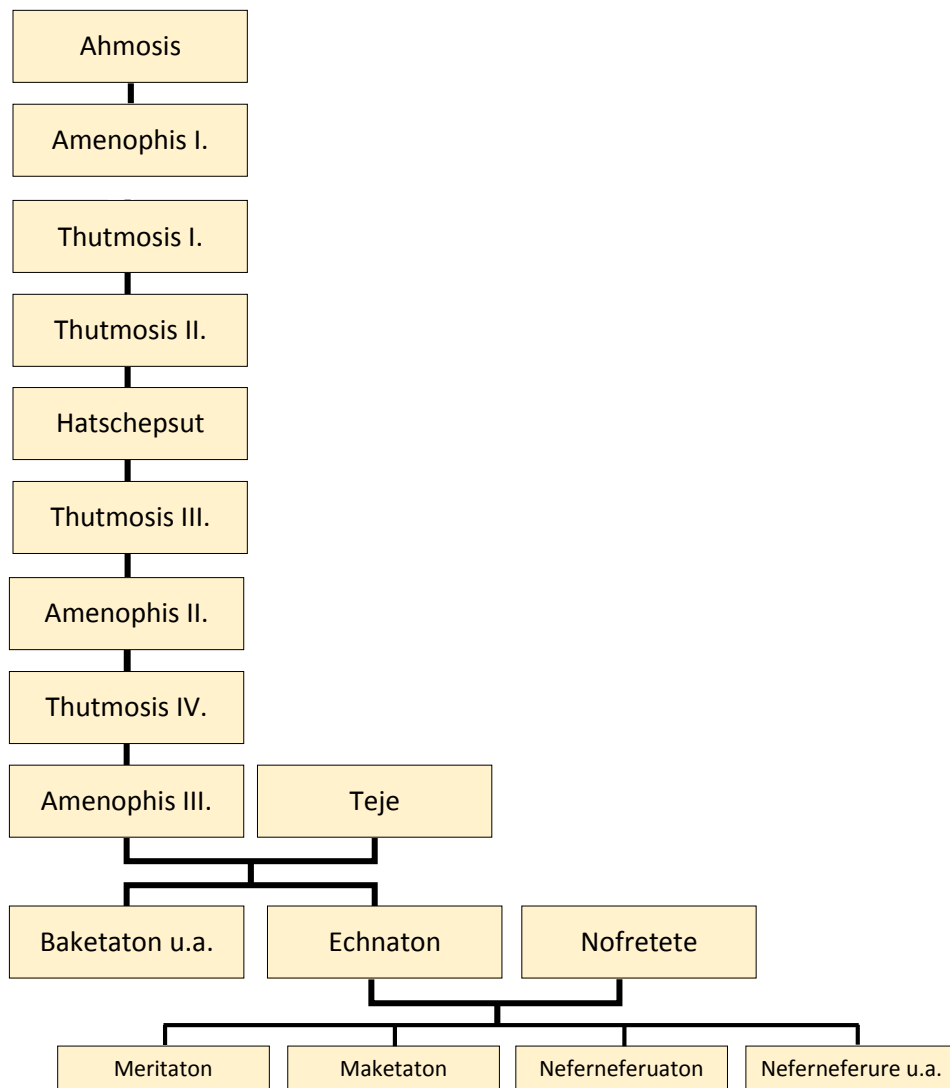 Ahmosis
Amenophis I.
Thutmosis I.
Thutmosis II.
Hatschepsut
Thutmosis III.
Amenophis II.
Thutmosis IV.
Amenophis III.
Teje
Baketaton u.a.
Echnaton
Nofretete
Meritaton
Maketaton
Neferneferuaton
Neferneferure u.a.